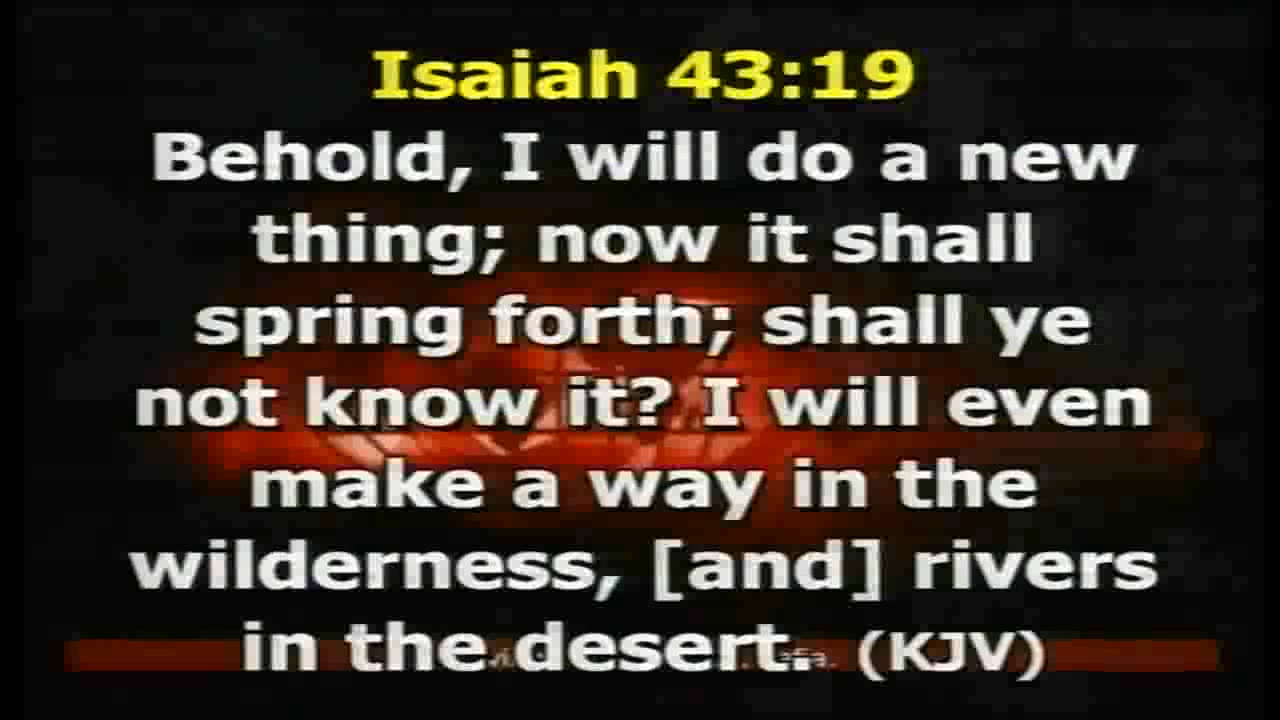 Isaiah 43:19
Behold, I will do a new
thing; now it shall
spring forth; shall ye
not know it? I will even
make a way in the
wilderness, [and] rivers
in the desert. (KJV)